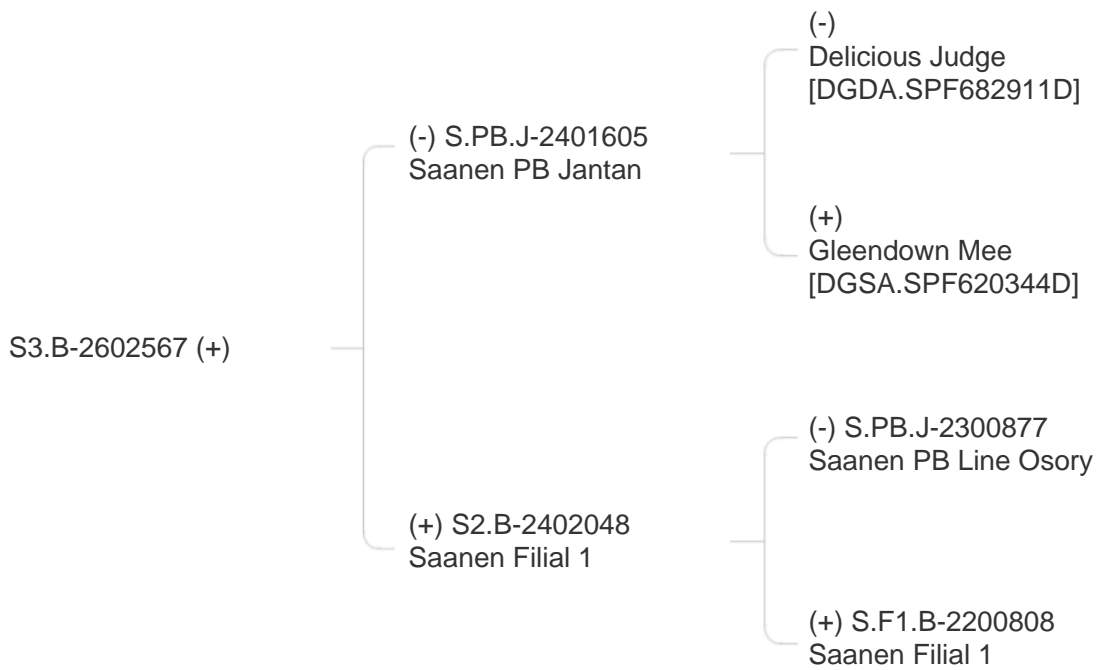 (-)
Delicious Judge
[DGDA.SPF682911D]
(-) S.PB.J-2401605
Saanen PB Jantan
(+)
Gleendown Mee
[DGSA.SPF620344D]
S3.B-2602567 (+)
(-) S.PB.J-2300877
Saanen PB Line Osory
(+) S2.B-2402048
Saanen Filial 1
(+) S.F1.B-2200808
Saanen Filial 1